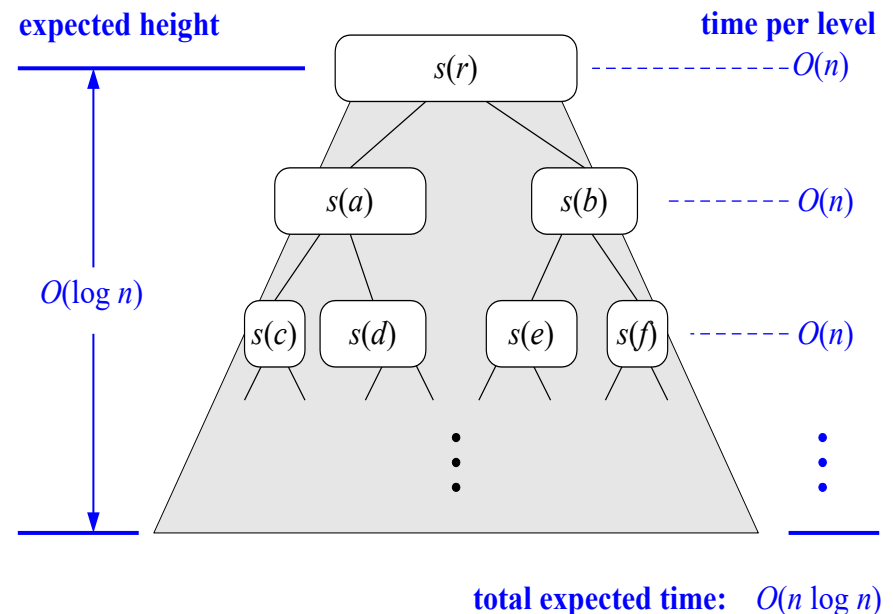 expected height
time per level
s(r)
O(n)
s(a)
s(b)
O(n)
O(log n)
s(c)
s(d)
s(e)
s(f)
O(n)
total expected time: O(n log n)